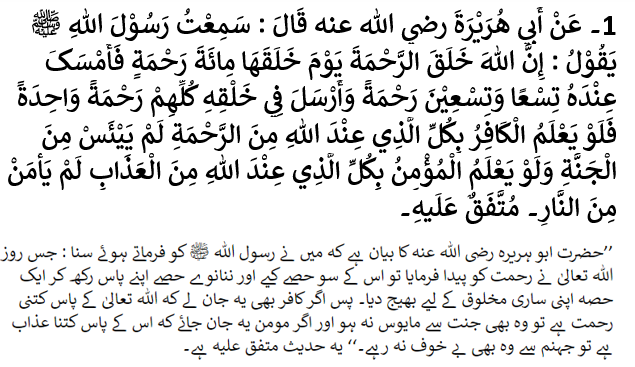 1۔ عَنْ أَبِي هُرَيْرَةَ رضي الله عنه قَالَ : سَمِعْتُ رَسُوْلَ اللهِ ﷺ
يَقُوْلُ : إِنَّ اللهَ خَلَقَ الرَّحْمَةَ يَوْمَ خَلَقَهَا مِائَةَ رَحْمَةٍ فَأَمْسَکَ
عِنْدَهُ تِسْعًا وَتِسْعِيْنَ رَحْمَةً وَأَرْسَلَ فِي خَلْقِهِ کُلِّهِمْ رَحْمَةً وَاحِدَةً
فَلَوْ يَعْلَمُ الْکَافِرُ بِکُلِّ الَّذِي عِنْدَ اللهِ مِنَ الرَّحْمَةِ لَمْ يَيْئَسْ مِنَ
الْجَنَّةِ وَلَوْ يَعْلَمُ الْمُؤْمِنُ بِکُلِّ الَّذِي عِنْدَ اللهِ مِنَ الْعَذَابِ لَمْ يَأْمَنْ
مِنَ النَّارِ۔ مُتَّفَقٌ عَلَيْهِ۔
’’حضرت ابو ہریرہ رضی اللہ عنہ کا بیان ہے کہ میں نے رسول اللہ ﷺ کو فرماتے ہوئے سنا : جس روز
اللہ تعالیٰ نے رحمت کو پیدا فرمایا تو اس کے سو حصے کیے اور ننانوے حصے اپنے پاس رکھ کر ایک
حصہ اپنی ساری مخلوق کے لیے بھیج دیا۔ پس اگر کافر بھی یہ جان لے کہ اللہ تعالیٰ کے پاس کتنی
رحمت ہے تو وہ بھی جنت سے مایوس نہ ہو اور اگر مومن یہ جان جائے کہ اس کے پاس کتنا عذاب
ہے تو جہنم سے وہ بھی بے خوف نہ رہے۔‘‘ یہ حدیث متفق علیہ ہے۔